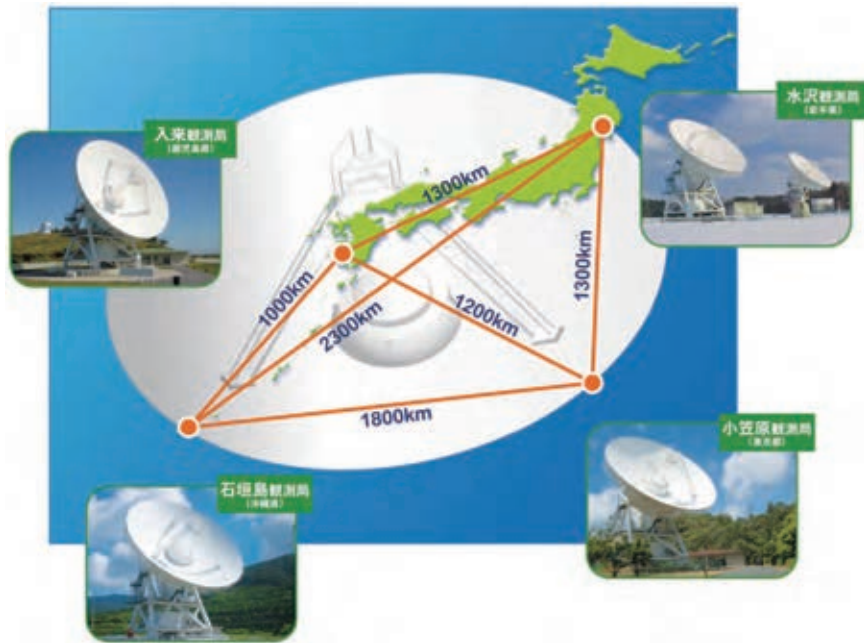 入来観測局
(鹿児島県)
水沢観測局
(岩手県)
1300km
1000km
2300km
1200km
1300km
1800km
石垣島観測局
(沖縄県)
小笠原観測局
(東京都)